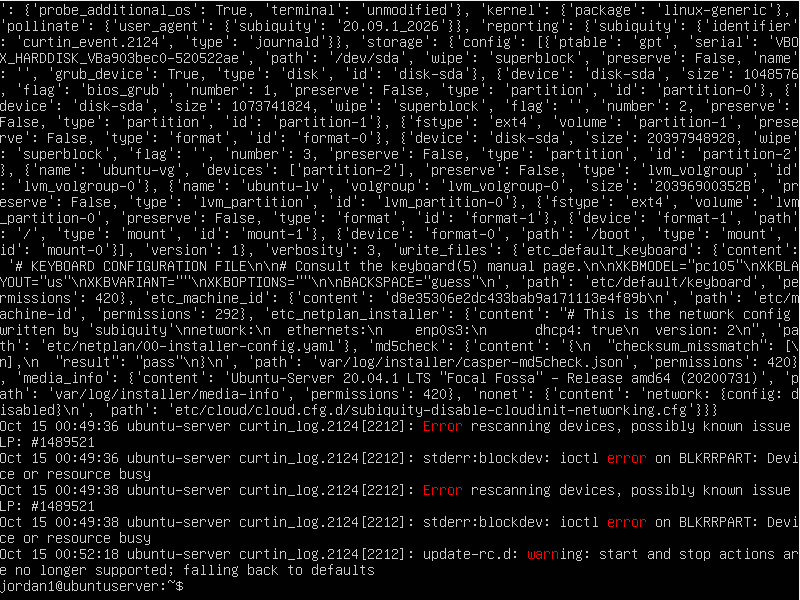 ': {'probe_additional_os': True, 'terminal': 'unmodified'}, 'kernel': {'package': 'linux-generic'},
'pollinate': {'user_agent': {'subiquity': '20.09.1_2026'}}, 'reporting': {'subiquity': {'identifier'
: 'curtin_event.2124', 'type': 'journald'}}, 'storage': {'config': [{'ptable': 'gpt', 'serial': 'VBO
X_HARDDISK_VBa903bec0-520522ae', 'path': '/dev/sda', 'wipe': 'superblock', 'preserve': False, 'name'
: '', 'grub_device': True, 'type': 'disk', 'id': 'disk-sda'}, {'device': 'disk-sda', 'size': 1048576
, 'flag': 'bios_grub', 'number': 1, 'preserve': False, 'type': 'partition', 'id': 'partition-0'}, {'
device': 'disk-sda', 'size': 1073741824, 'wipe': 'superblock', 'flag': '', 'number': 2, 'preserve':
False, 'type': 'partition', 'id': 'partition-1'}, {'fstype': 'ext4', 'volume': 'partition-1', 'prese
rve': False, 'type': 'format', 'id': 'format-0'}, {'device': 'disk-sda', 'size': 20397948928, 'wipe'
: 'superblock', 'flag': '', 'number': 3, 'preserve': False, 'type': 'partition', 'id': 'partition-2'
}, {'name': 'ubuntu-vg', 'devices': ['partition-2'], 'preserve': False, 'type': 'lvm_volgroup', 'id'
: 'lvm_volgroup-0'}, {'name': 'ubuntu-lv', 'volgroup': 'lvm_volgroup-0', 'size': '20396900352B', 'pr
eserve': False, 'type': 'lvm_partition', 'id': 'lvm_partition-0'}, {'fstype': 'ext4', 'volume': 'lvm
_partition-0', 'preserve': False, 'type': 'format', 'id': 'format-1'}, {'device': 'format-1', 'path'
: '/', 'type': 'mount', 'id': 'mount-1'}, {'device': 'format-0', 'path': '/boot', 'type': 'mount', '
id': 'mount-0'}], 'version': 1}, 'verbosity': 3, 'write_files': {'etc_default_keyboard': {'content':
'# KEYBOARD CONFIGURATION FILE\n\n# Consult the keyboard(5) manual page.\n\nXKBMODEL="pc105"\nXKBLA
YOUT="us"\nXKBVARIANT=""\nXKBOPTIONS=""\n\nBACKSPACE="guess"\n', 'path': 'etc/default/keyboard', 'pe
rmissions': 420}, 'etc_machine_id': {'content': 'd8e35306e2dc433bab9a171113e4f89b\n', 'path': 'etc/m
achine-id', 'permissions': 292}, 'etc_netplan_installer': {'content': "# This is the network config
written by 'subiquity'\nnetwork:\n  ethernets:\n    enp0s3:\n      dhcp4: true\n  version: 2\n", 'pa
th': 'etc/netplan/00-installer-config.yaml'}, 'md5check': {'content': '{\n  "checksum_missmatch": [\
n],\n  "result": "pass"\n}\n', 'path': 'var/log/installer/casper-md5check.json', 'permissions': 420}
, 'media_info': {'content': 'Ubuntu-Server 20.04.1 LTS "Focal Fossa" - Release amd64 (20200731)', 'p
ath': 'var/log/installer/media-info', 'permissions': 420}, 'nonet': {'content': 'network: {config: d
isabled}\n', 'path': 'etc/cloud/cloud.cfg.d/subiquity-disable-cloudinit-networking.cfg'}}}
Oct 15 00:49:36 ubuntu-server curtin_log.2124[2212]: Error rescanning devices, possibly known issue
LP: #1489521
Oct 15 00:49:36 ubuntu-server curtin_log.2124[2212]: stderr:blockdev: ioctl error on BLKRRPART: Devi
ce or resource busy
Oct 15 00:49:38 ubuntu-server curtin_log.2124[2212]: Error rescanning devices, possibly known issue
LP: #1489521
Oct 15 00:49:38 ubuntu-server curtin_log.2124[2212]: stderr:blockdev: ioctl error on BLKRRPART: Devi
ce or resource busy
Oct 15 00:52:18 ubuntu-server curtin_log.2124[2212]: update-rc.d: warning: start and stop actions ar
e no longer supported; falling back to defaults
jordan1@ubuntuserver:~$